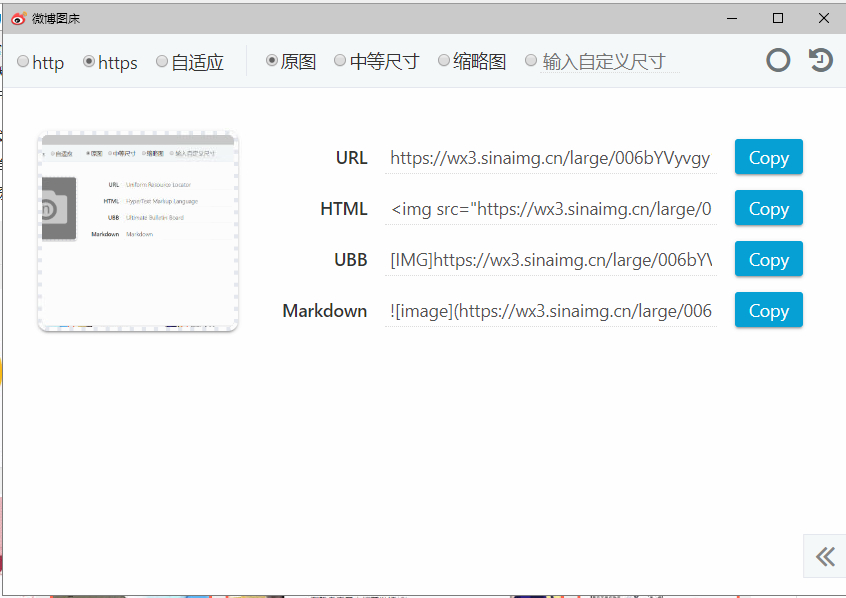 微博图床
http https 自适应 原图 中等尺寸 缩略图 输入自定义尺寸
自适应 原图 中等尺寸 缩略图 输入自定义尺寸
URL Uniform Resource Locator
HTML HyperText Markup Language
UBB Ultimate Bulletin Board
Markdown Markdown
URL https://wx3.sinaimg.cn/large/006bYVyvgy Copy
HTML <img src="https://wx3.sinaimg.cn/large/0 Copy
UBB [IMG]https://wx3.sinaimg.cn/large/006bY Copy
Markdown ![image](https://wx3.sinaimg.cn/large/006 Copy